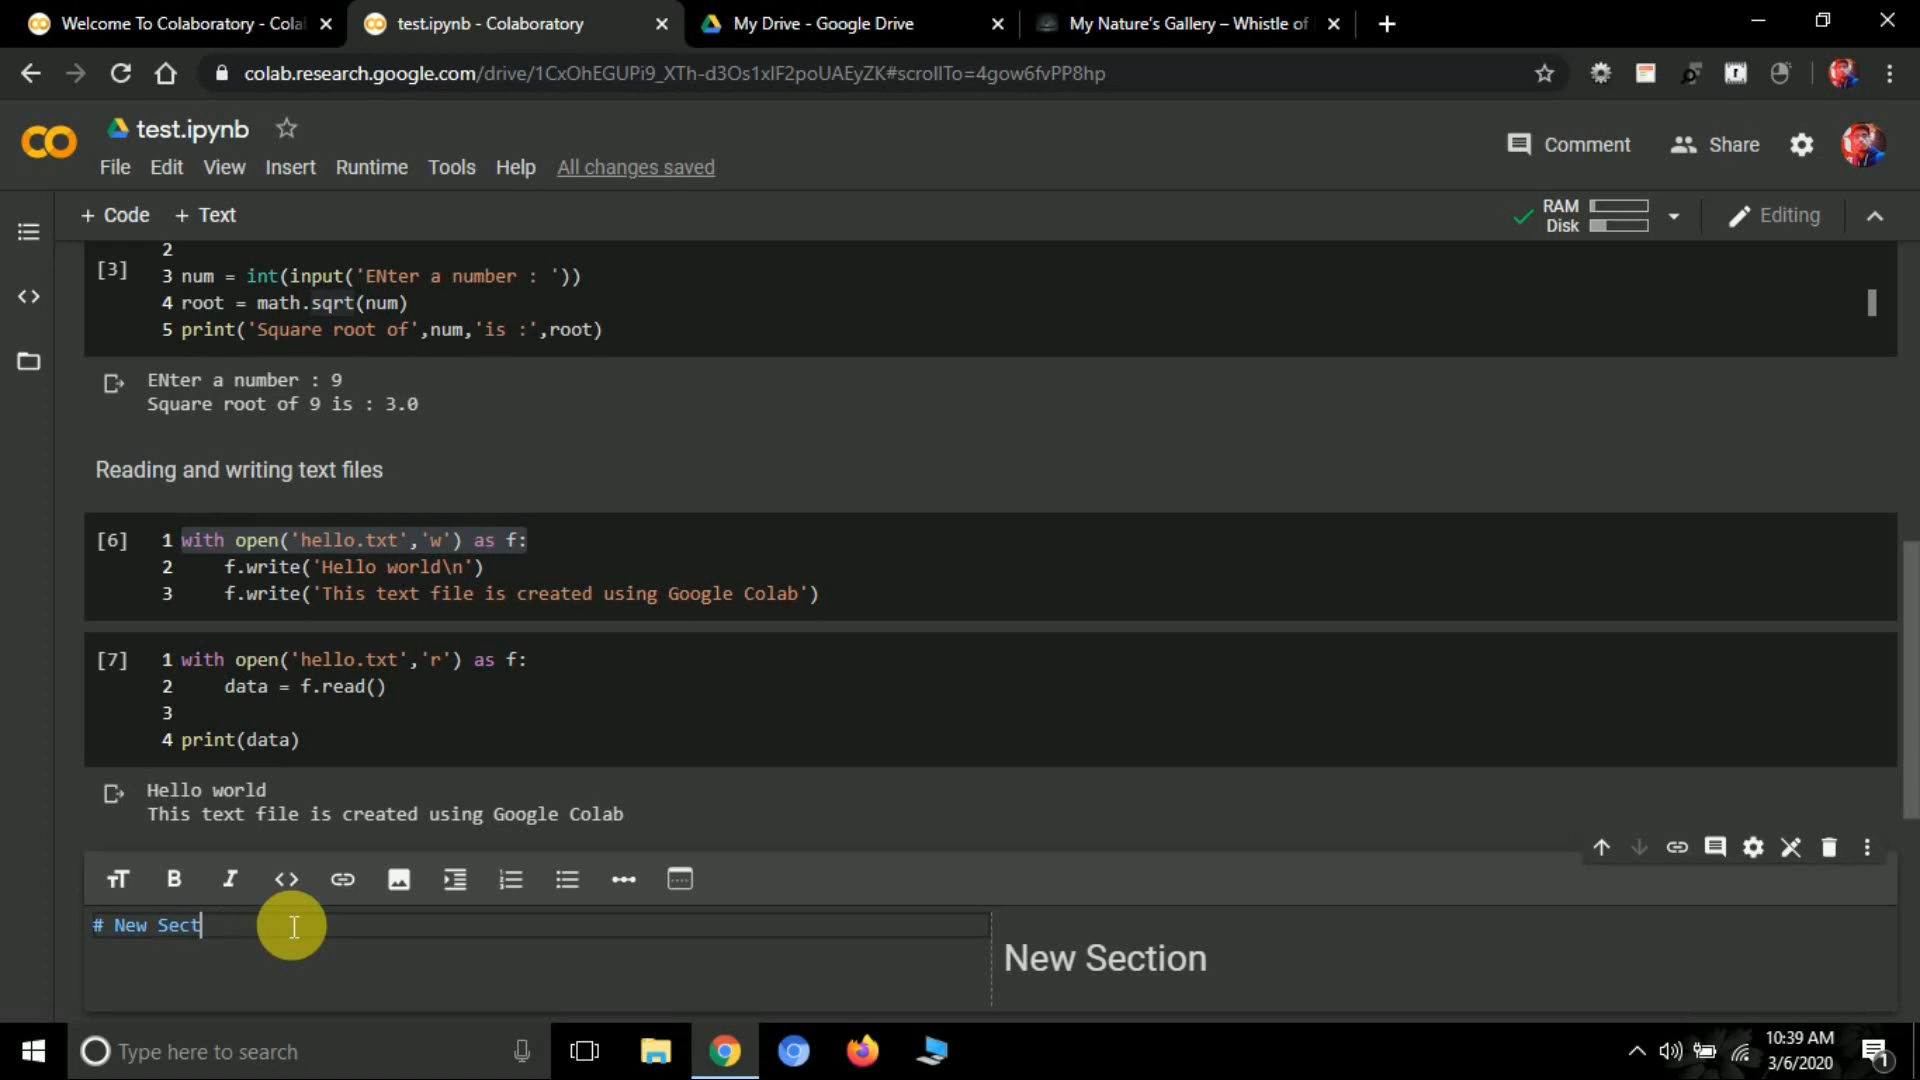 Welcome To Colaboratory - Cola
test.ipynb - Colaboratory
My Drive - Google Drive
My Nature's Gallery – Whistle of
colab.research.google.com/drive/1CxOhEGUPi9_XTh-d3Os1xIF2poUAEyZK#scrollTo=4gow6fvPP8hp
test.ipynb
Comment
Share
File Edit View Insert Runtime Tools Help All changes saved
+ Code + Text
RAM
Disk
Editing
2
[3]
3 num = int(input('ENter a number : '))
4 root = math.sqrt(num)
5 print('Square root of',num,'is :',root)
ENter a number : 9
Square root of 9 is : 3.0
Reading and writing text files
[6] 1 with open('hello.txt','w') as f:
2 f.write('Hello world\n')
3 f.write('This text file is created using Google Colab')
[7] 1 with open('hello.txt','r') as f:
2 data = f.read()
3
4 print(data)
Hello world
This text file is created using Google Colab
# New Sect
New Section
Type here to search
10:39 AM
3/6/2020
1